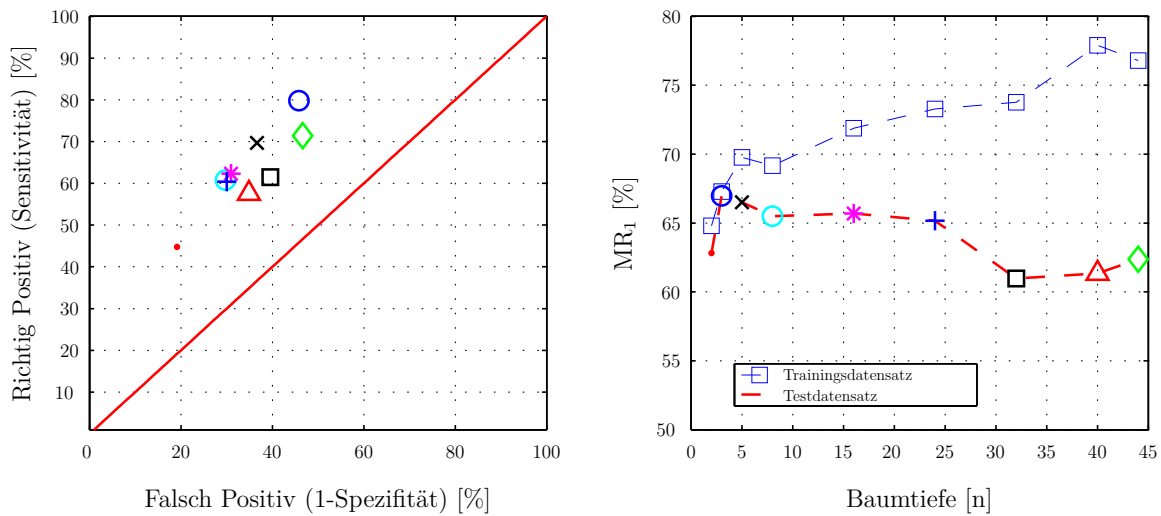 Richtig Positiv (Sensitivität) [%]
100
90
80
70
60
50
40
30
20
10
0 20 40 60 80 100
Falsch Positiv (1-Spezifität) [%]
MR1 [%]
80
75
70
65
60
55
50
Trainingsdatensatz
Testdatensatz
0 5 10 15 20 25 30 35 40 45
Baumtiefe [n]